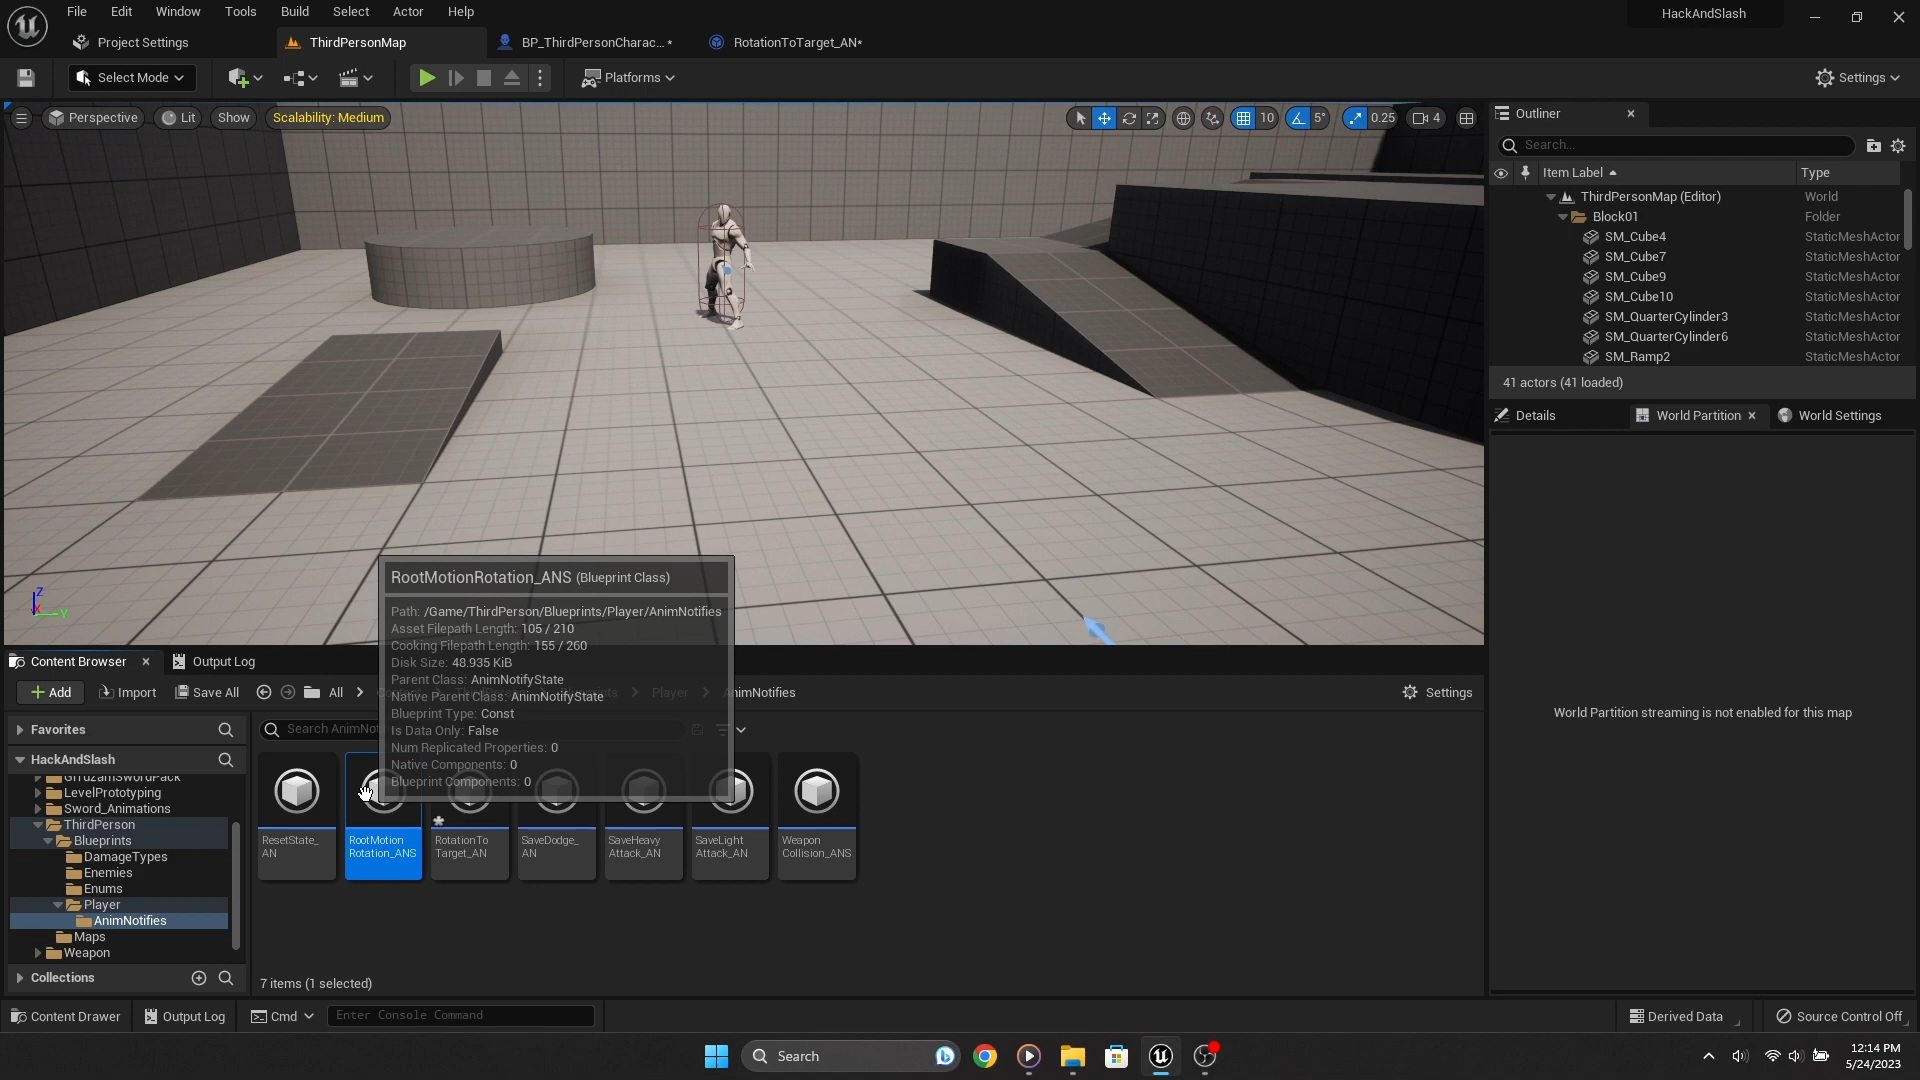 File Edit Window Tools Build Select Actor Help
HackAndSlash
Project Settings
ThirdPersonMap
BP_ThirdPersonCharac... *
RotationToTarget_AN*
Select Mode
Platforms
Settings
Perspective
Lit
Show
Scalability: Medium
10
5°
0.25
4
Outliner
Search...
Item Label
Type
ThirdPersonMap (Editor) World
Block01 Folder
SM_Cube4 StaticMeshActor
SM_Cube7 StaticMeshActor
SM_Cube9 StaticMeshActor
SM_Cube10 StaticMeshActor
SM_QuarterCylinder3 StaticMeshActor
SM_QuarterCylinder6 StaticMeshActor
SM_Ramp2 StaticMeshActor
41 actors (41 loaded)
Details
World Partition
World Settings
World Partition streaming is not enabled for this map
Z
X
Y
RootMotionRotation_ANS (Blueprint Class)
Path: /Game/ThirdPerson/Blueprints/Player/AnimNotifies
Asset Filepath Length: 105 / 210
Cooking Filepath Length: 155 / 260
Disk Size: 48.935 KiB
Parent Class: AnimNotifyState
Native Parent Class: AnimNotifyState
Blueprint Type: Const
Is Data Only: False
Num Replicated Properties: 0
Native Components: 0
Blueprint Components: 0
Content Browser
Output Log
Add
Import
Save All
All
Player
AnimNotifies
Settings
Favorites
HackAndSlash
LevelPrototyping
Sword_Animations
ThirdPerson
Blueprints
DamageTypes
Enemies
Enums
Player
AnimNotifies
Maps
Weapon
Collections
Search AnimNot
ResetState_
AN
RootMotion
Rotation_ANS
RotationTo
Target_AN
SaveDodge_
AN
SaveHeavy
Attack_AN
SaveLight
Attack_AN
Weapon
Collision_ANS
7 items (1 selected)
Content Drawer
Output Log
Cmd
Enter Console Command
Derived Data
Source Control Off
Search
12:14 PM
5/24/2023